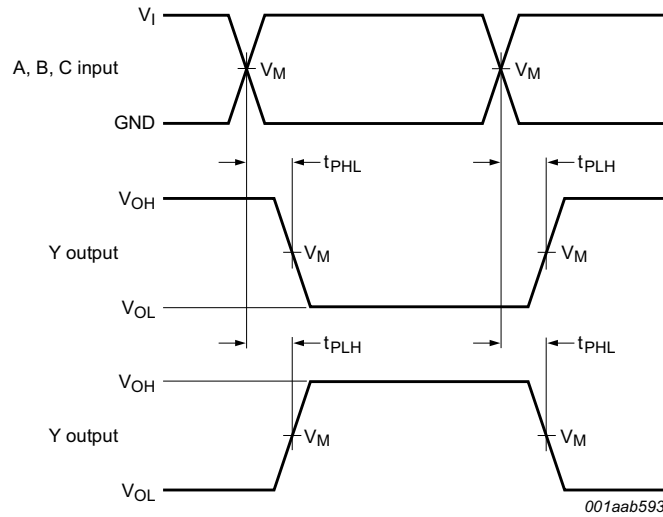 VI
A, B, C input
VM
VM
GND
tPHL
tPLH
VOH
Y output
VM
VM
VOL
tPLH
tPHL
VOH
Y output
VM
VM
VOL
001aab593